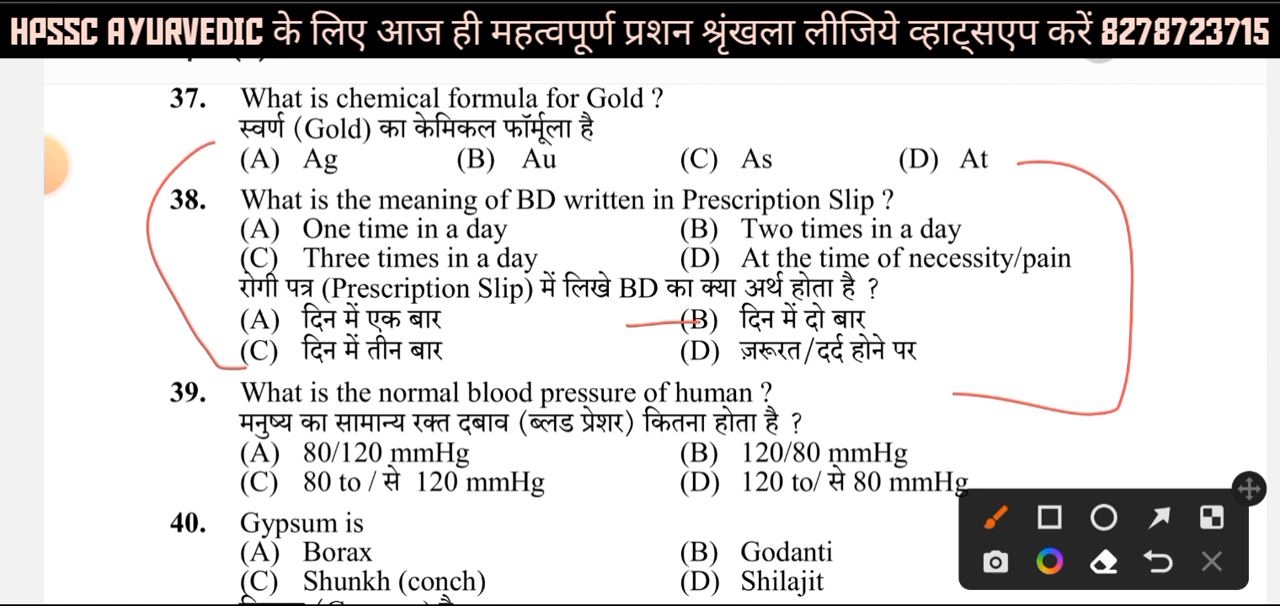 HPSSC AYURVEDIC के लिए आज ही महत्वपूर्ण प्रशन श्रृंखला लीजिये व्हाट्सएप करें 8278723715
37. What is chemical formula for Gold ?
स्वर्ण (Gold) का केमिकल फॉर्मूला है
(A) Ag (B) Au (C) As (D) At
38. What is the meaning of BD written in Prescription Slip ?
(A) One time in a day (B) Two times in a day
(C) Three times in a day (D) At the time of necessity/pain
रोगी पत्र (Prescription Slip) में लिखे BD का क्या अर्थ होता है ?
(A) दिन में एक बार (B) दिन में दो बार
(C) दिन में तीन बार (D) ज़रूरत/दर्द होने पर
39. What is the normal blood pressure of human ?
मनुष्य का सामान्य रक्त दबाव (ब्लड प्रेशर) कितना होता है ?
(A) 80/120 mmHg (B) 120/80 mmHg
(C) 80 to / से 120 mmHg (D) 120 to/ से 80 mmHg
40. Gypsum is
(A) Borax (B) Godanti
(C) Shunkh (conch) (D) Shilajit